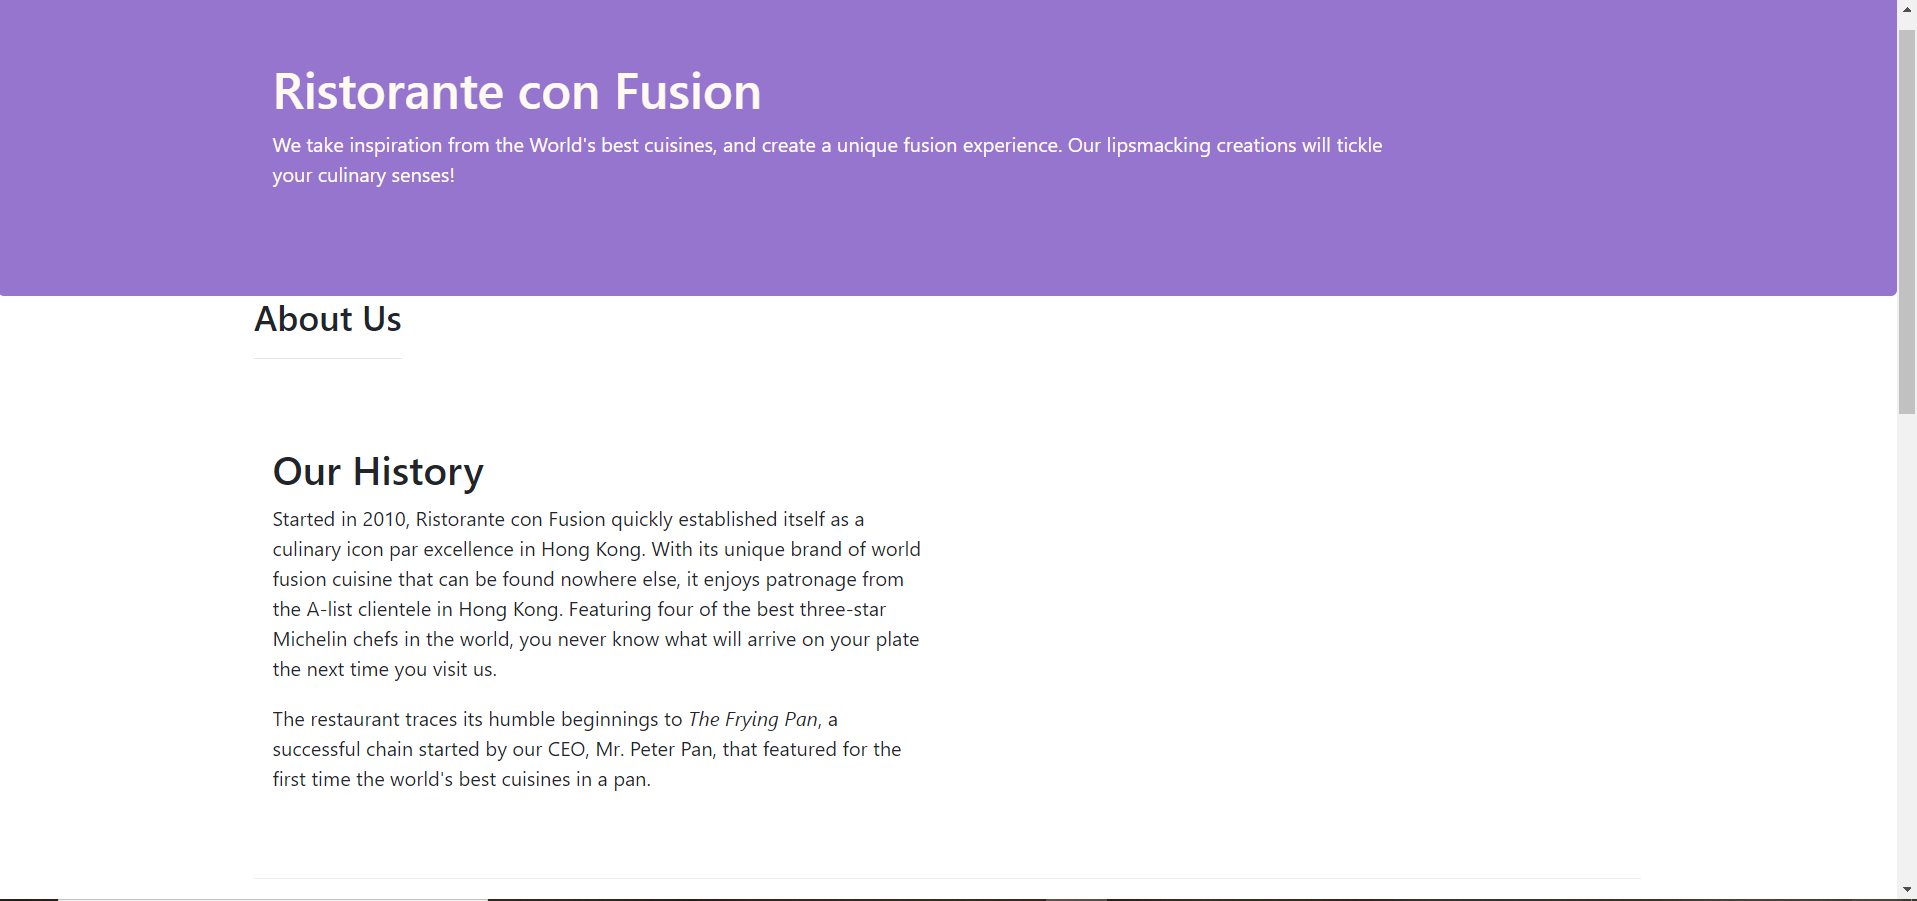 Ristorante con Fusion
We take inspiration from the World's best cuisines, and create a unique fusion experience. Our lipsmacking creations will tickle
your culinary senses!
About Us
Our History
Started in 2010, Ristorante con Fusion quickly established itself as a
culinary icon par excellence in Hong Kong. With its unique brand of world
fusion cuisine that can be found nowhere else, it enjoys patronage from
the A-list clientele in Hong Kong. Featuring four of the best three-star
Michelin chefs in the world, you never know what will arrive on your plate
the next time you visit us.
The restaurant traces its humble beginnings to The Frying Pan, a
successful chain started by our CEO, Mr. Peter Pan, that featured for the
first time the world's best cuisines in a pan.